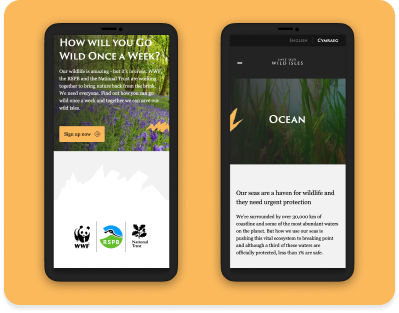 How will you Go
Wild Once a Week?
Our wildlife is amazing – but it's in crisis. WWF,
the RSPB and the National Trust are working
together to bring nature back from the brink.
We need everyone. Find out how you can go
wild once a week and together we can save our
wild isles.
Sign up now
WWF
RSPB
National
Trust
English
Cymraeg
Save Our
Wild Isles
Ocean
Our seas are a haven for wildlife and
they need urgent protection
We're surrounded by over 30,000 km of
coastline and some of the most abundant waters
on the planet. But how we use our seas is
pushing this vital ecosystem to breaking point
and although a third of these waters are
officially protected, less than 1% are safe.